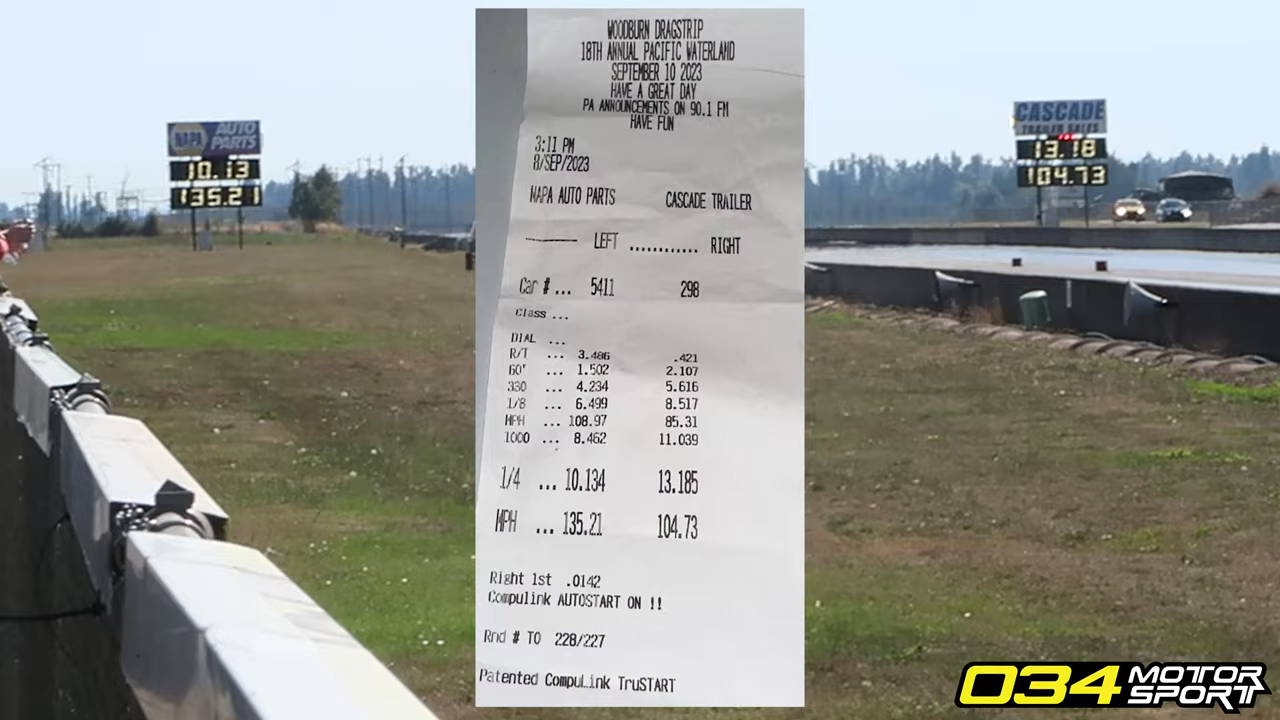 WOODBURN DRAGSTRIP
18TH ANNUAL PACIFIC WATERLAND
SEPTEMBER 10 2023
HAVE A GREAT DAY
PA ANNOUNCEMENTS ON 90.1 FM
HAVE FUN
3:11 PM
8/SEP/2023
NAPA AUTO PARTS CASCADE TRAILER
LEFT ............ RIGHT
Car # ... 5411 298
Class ...
DIAL ...
R/T ... 3.486 .421
60' ... 1.502 2.107
330 ... 4.234 5.616
1/8 ... 6.499 8.517
MPH ... 108.97 85.31
1000 ... 8.462 11.039
1/4 ... 10.134 13.185
MPH ... 135.21 104.73
Right 1st .0142
Compulink AUTOSTART ON !!
Rnd # TO 228/227
Patented CompuLink TruSTART
NAPA AUTO PARTS
10.13
135.21
CASCADE
TRAILER SALES
13.18
104.73
034 MOTOR
SPORT